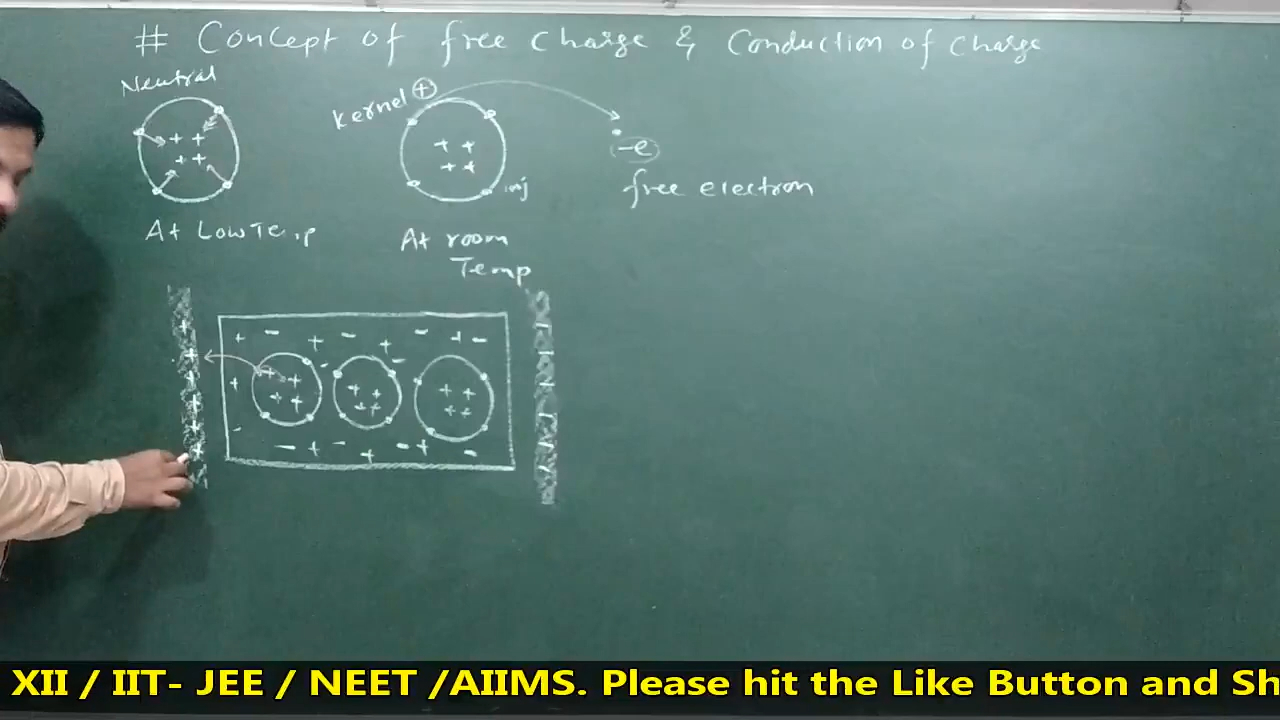 # Concept of free charge & Conduction of charge
Neutral
kernel +
-e
free electron
At Low Temp
At room
Temp
XII / IIT- JEE / NEET /AIIMS. Please hit the Like Button and Sh